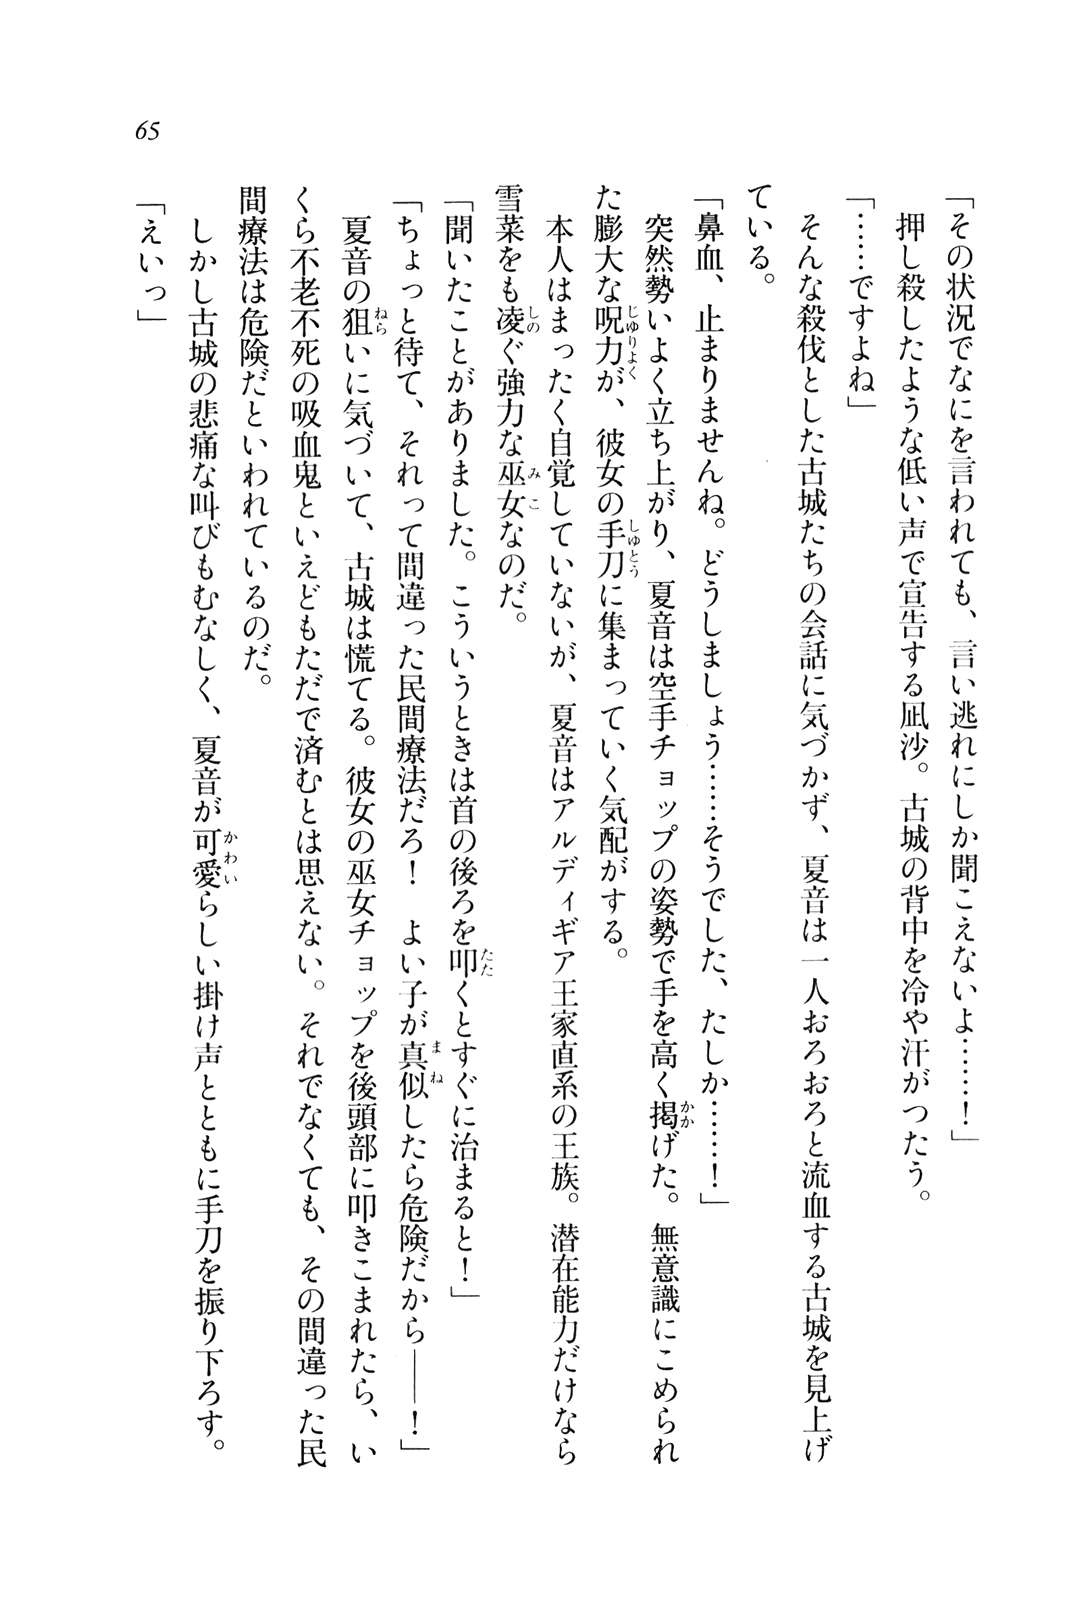 65
「その状況でなにを言われても、言い逃れにしか聞こえないよ……！」
押し殺したような低い声で宣告する凪沙。古城の背中を冷や汗がつたう。
「……ですよね」
そんな殺伐とした古城たちの会話に気づかず、夏音は一人おろおろと流血する古城を見上げ
ている。
「鼻血、止まりませんね。どうしましょう……そうでした、たしか……！」
突然勢いよく立ち上がり、夏音は空手チョップの姿勢で手を高く掲げた。無意識にこめられ
た膨大な呪力が、彼女の手刀に集まっていく気配がする。
本人はまったく自覚していないが、夏音はアルディギア王家直系の王族。潜在能力だけなら
雪菜をも凌ぐ強力な巫女なのだ。
「聞いたことがありました。こういうときは首の後ろを叩くとすぐに治まると！」
「ちょっと待て、それって間違った民間療法だろ！　よい子が真似したら危険だから――！」
夏音の狙いに気づいて、古城は慌てる。彼女の巫女チョップを後頭部に叩きこまれたら、い
くら不老不死の吸血鬼といえどもただで済むとは思えない。それでなくても、その間違った民
間療法は危険だといわれているのだ。
しかし古城の悲痛な叫びもむなしく、夏音が可愛らしい掛け声とともに手刀を振り下ろす。
「えいっ」